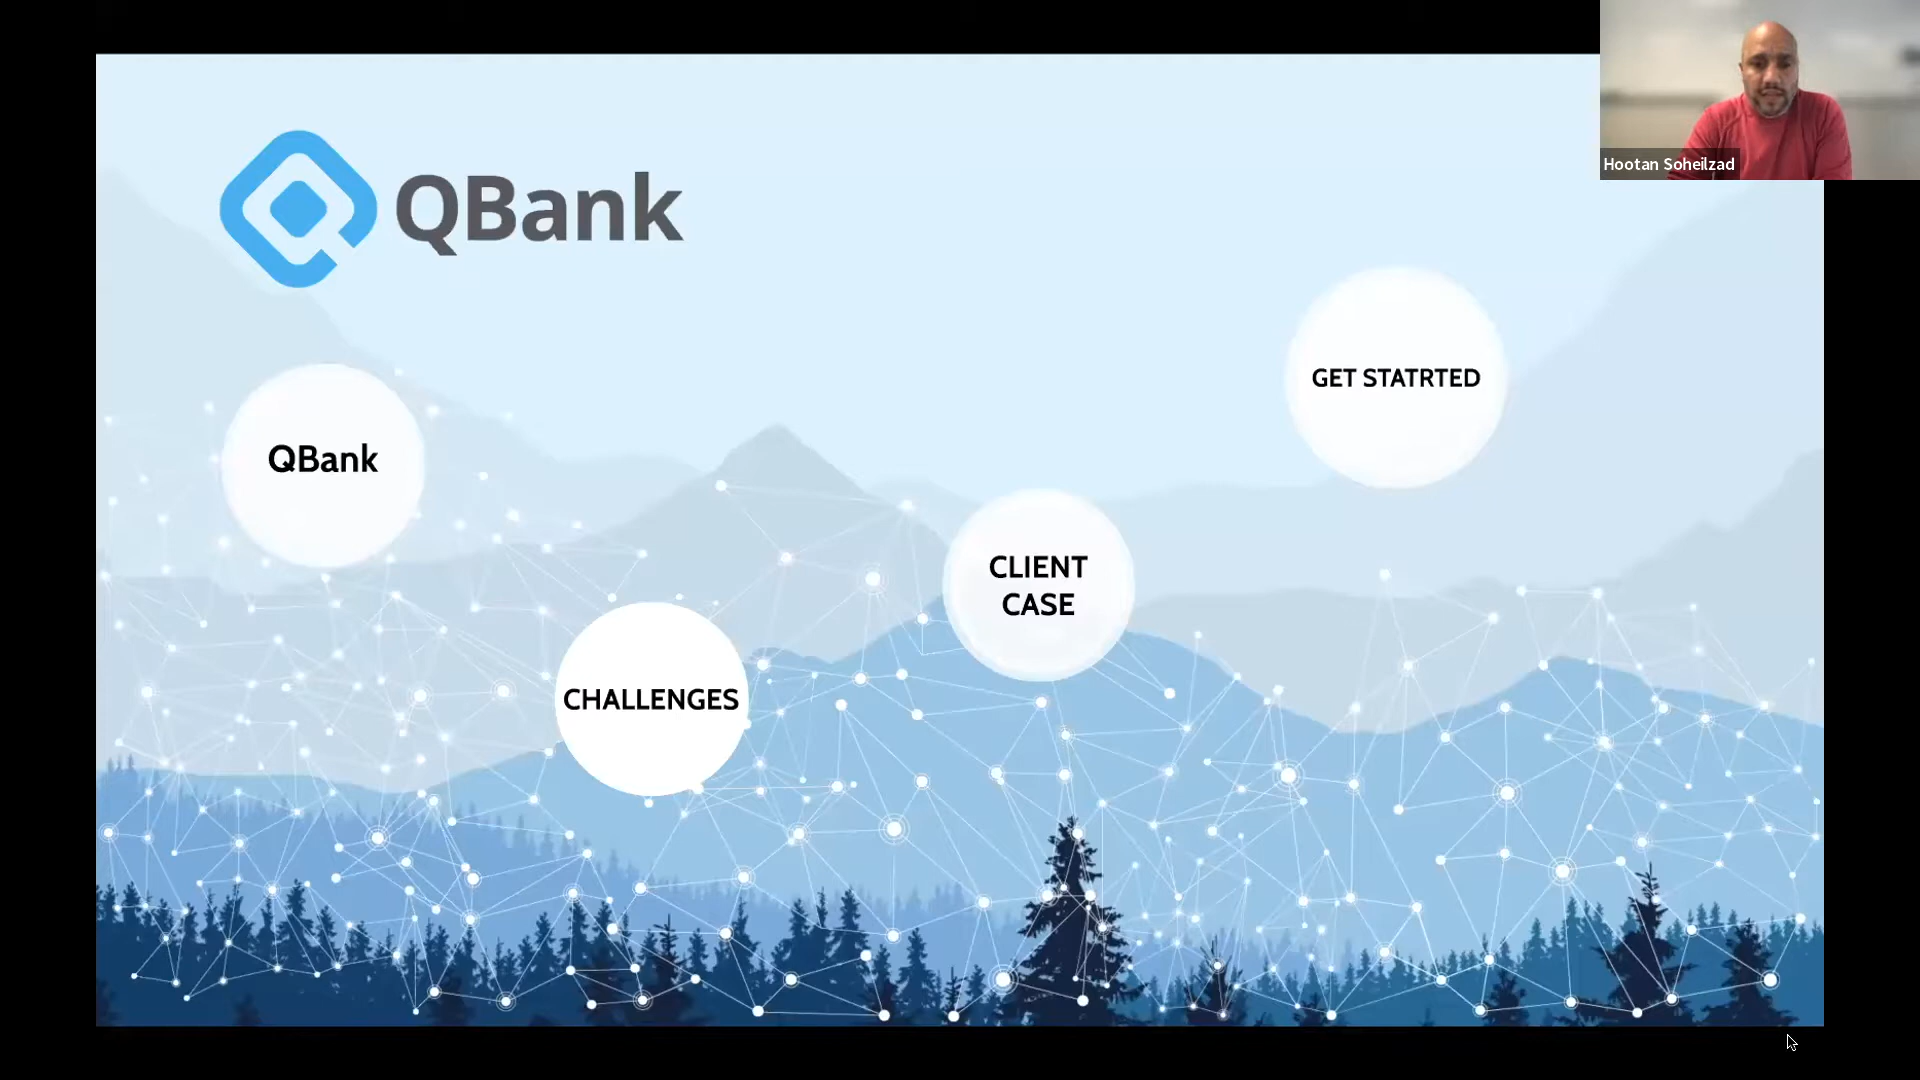 Hootan Soheilzad
QBank
GET STATRTED
QBank
CLIENT
CASE
CHALLENGES